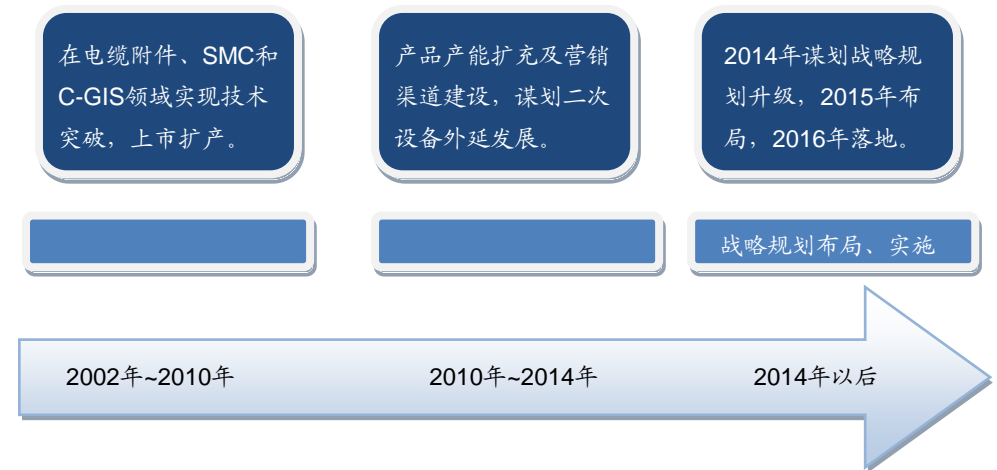 在电缆附件、SMC和
C-GIS领域实现技术
突破，上市扩产。
产品产能扩充及营销
渠道建设，谋划二次
设备外延发展。
2014年谋划战略规
划升级，2015年布
局，2016年落地。
战略规划布局、实施
2002年~2010年
2010年~2014年
2014年以后